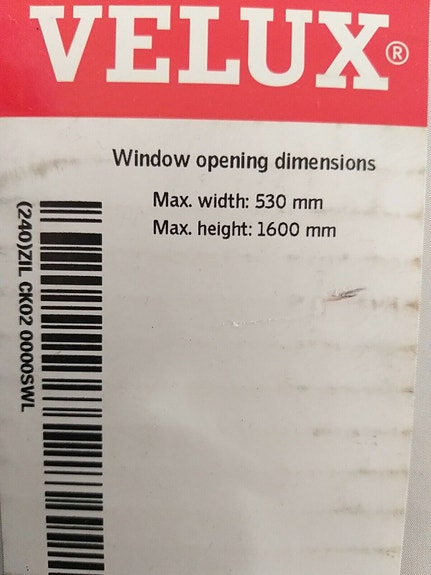 VELUX®
Window opening dimensions
Max. width: 530 mm
Max. height: 1600 mm
(240)ZIL CK02 0000SWL